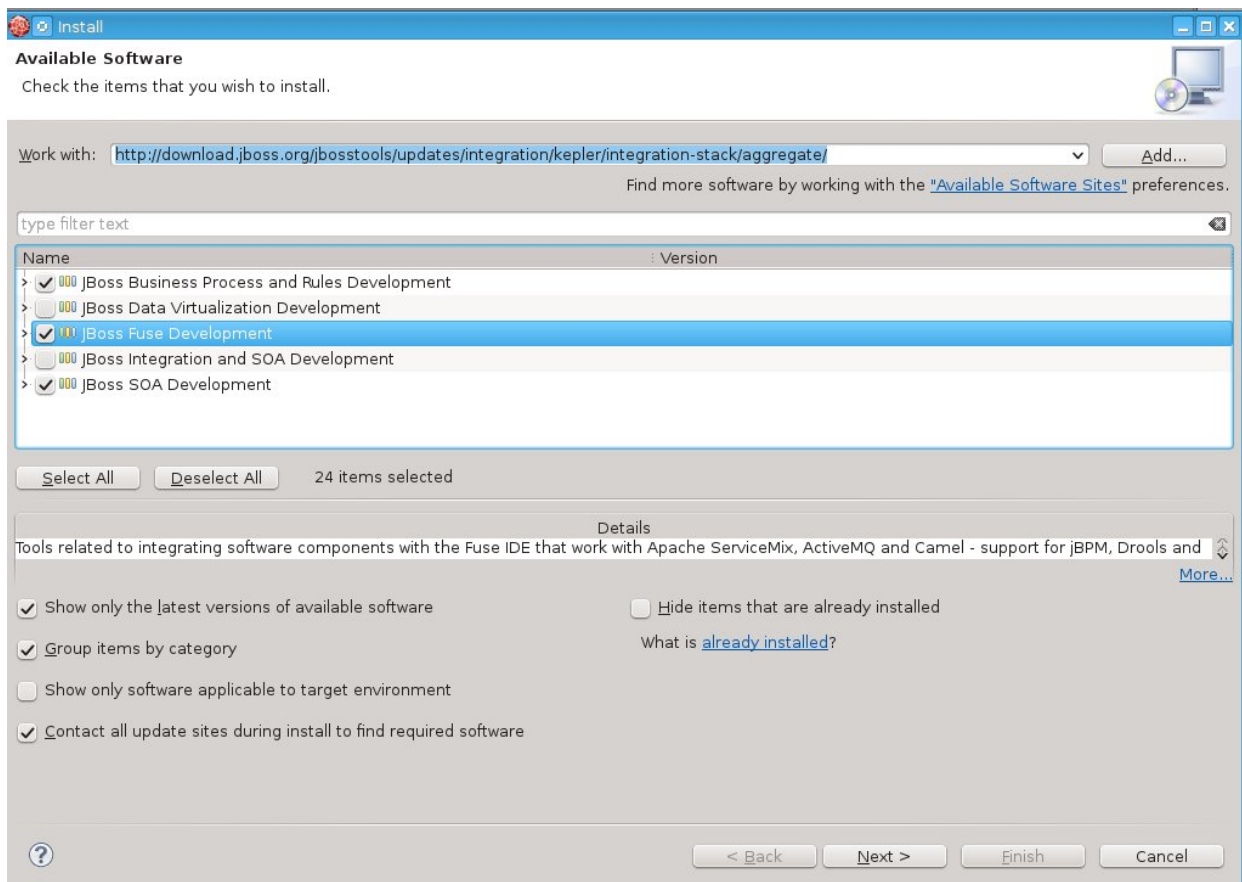 Install
Available Software
Check the items that you wish to install.
Work with: http://download.jboss.org/jbosstools/updates/integration/kepler/integration-stack/aggregate/ Add...
Find more software by working with the "Available Software Sites" preferences.
type filter text
Name Version
JBoss Business Process and Rules Development
JBoss Data Virtualization Development
JBoss Fuse Development
JBoss Integration and SOA Development
JBoss SOA Development
Select All Deselect All 24 items selected
Details
Tools related to integrating software components with the Fuse IDE that work with Apache ServiceMix, ActiveMQ and Camel - support for jBPM, Drools and
More...
Show only the latest versions of available software Hide items that are already installed
Group items by category What is already installed?
Show only software applicable to target environment
Contact all update sites during install to find required software
? < Back Next > Finish Cancel